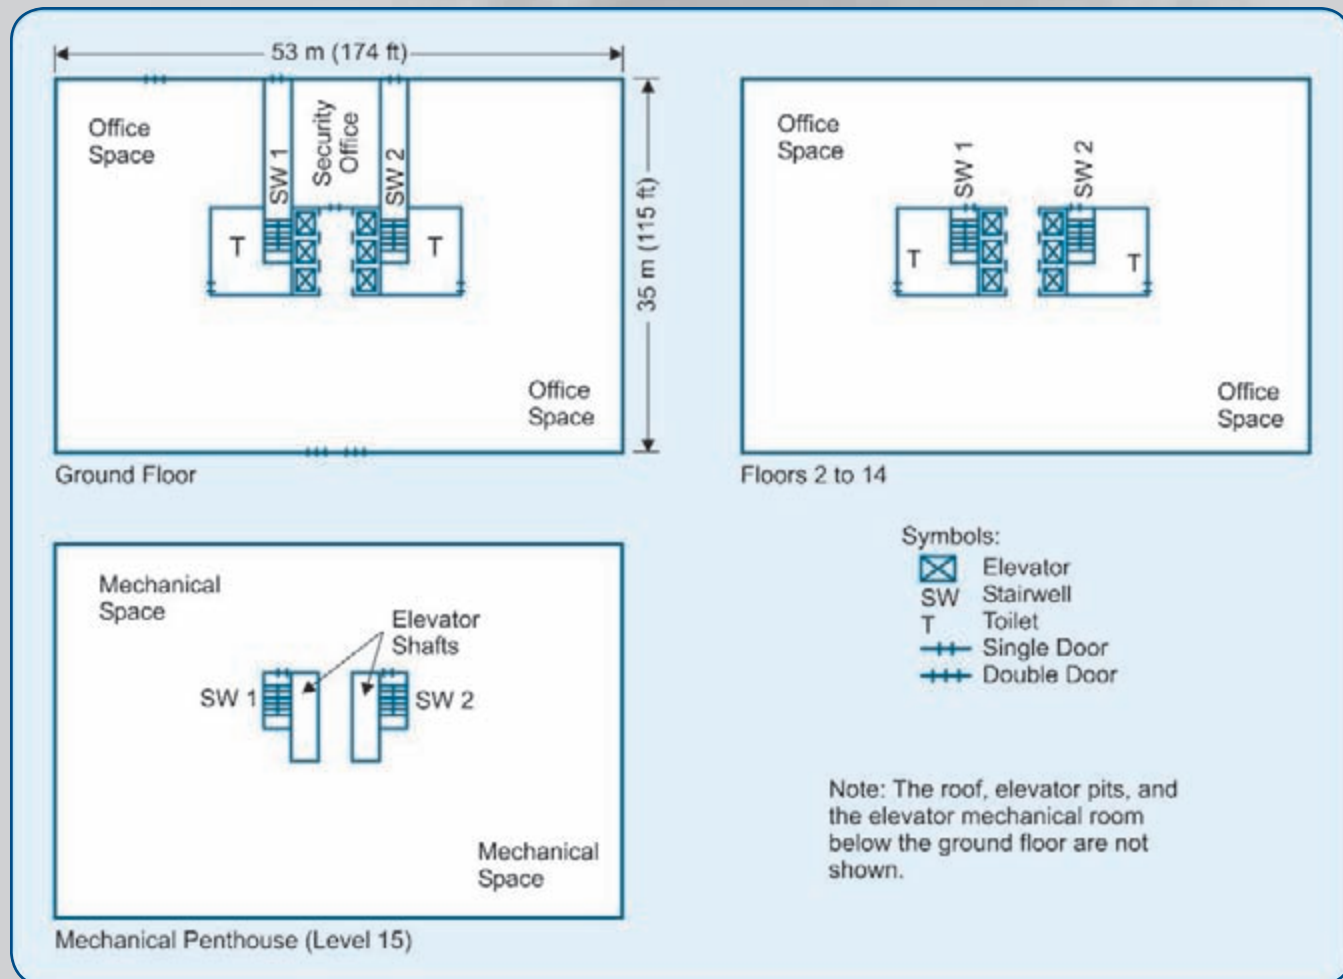 53 m (174 ft)
Office
Space
SW 1
Security
Office
SW 2
T
T
35 m (115 ft)
Office
Space
Ground Floor
Office
Space
SW 1
SW 2
T
T
Office
Space
Floors 2 to 14
Mechanical
Space
Elevator
Shafts
SW 1
SW 2
Mechanical
Space
Mechanical Penthouse (Level 15)
Symbols:
Elevator
SW Stairwell
T Toilet
Single Door
Double Door
Note: The roof, elevator pits, and
the elevator mechanical room
below the ground floor are not
shown.